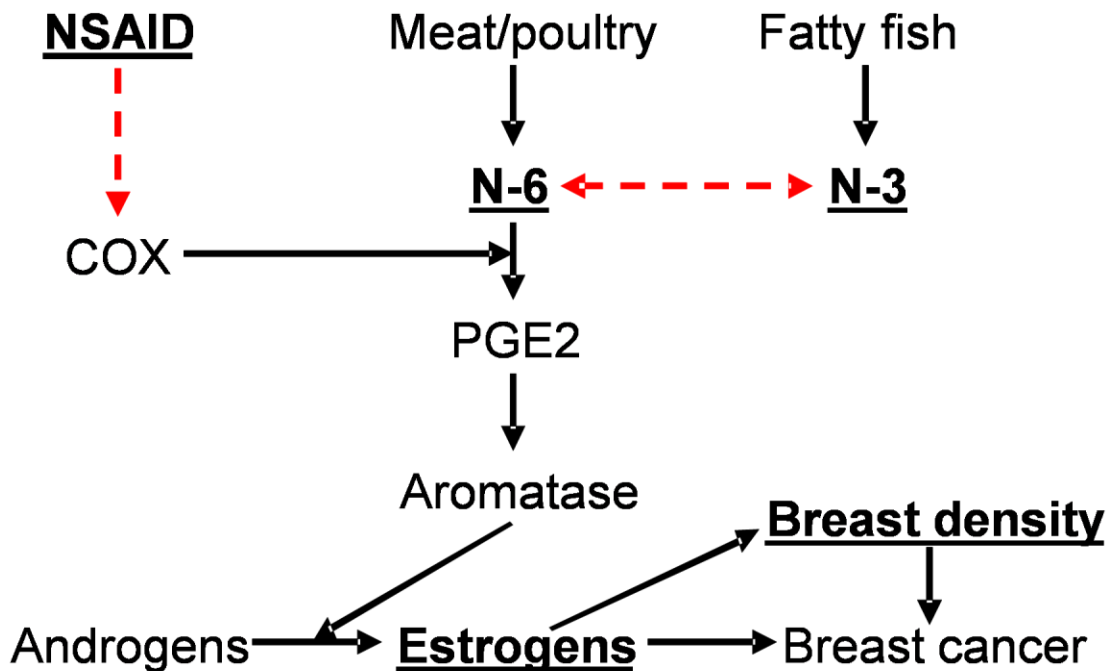 NSAID
Meat/poultry
Fatty fish
N-6
N-3
COX
PGE2
Aromatase
Breast density
Androgens
Estrogens
Breast cancer